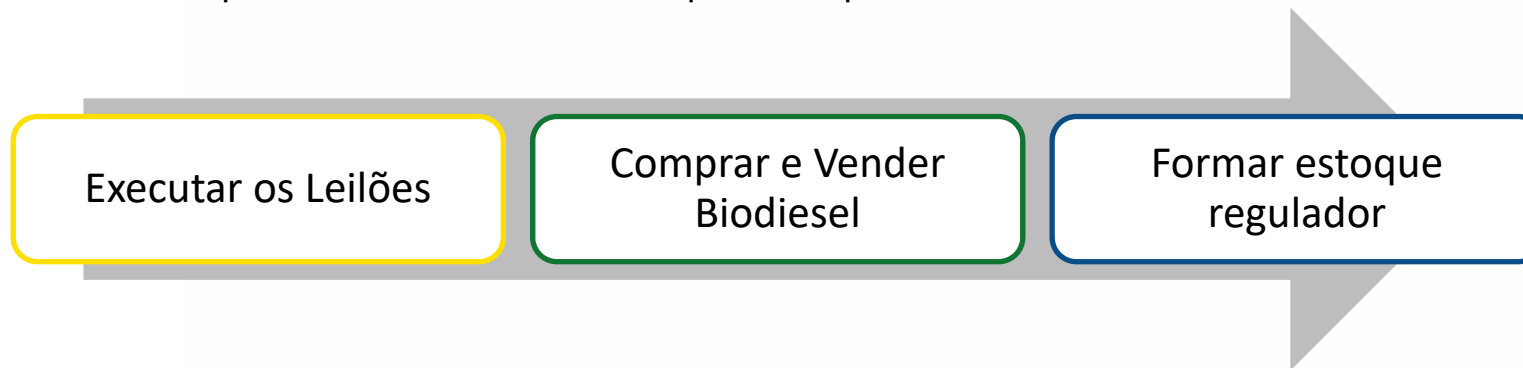 Executar os Leilões
Comprar e Vender
Biodiesel
Formar estoque
regulador